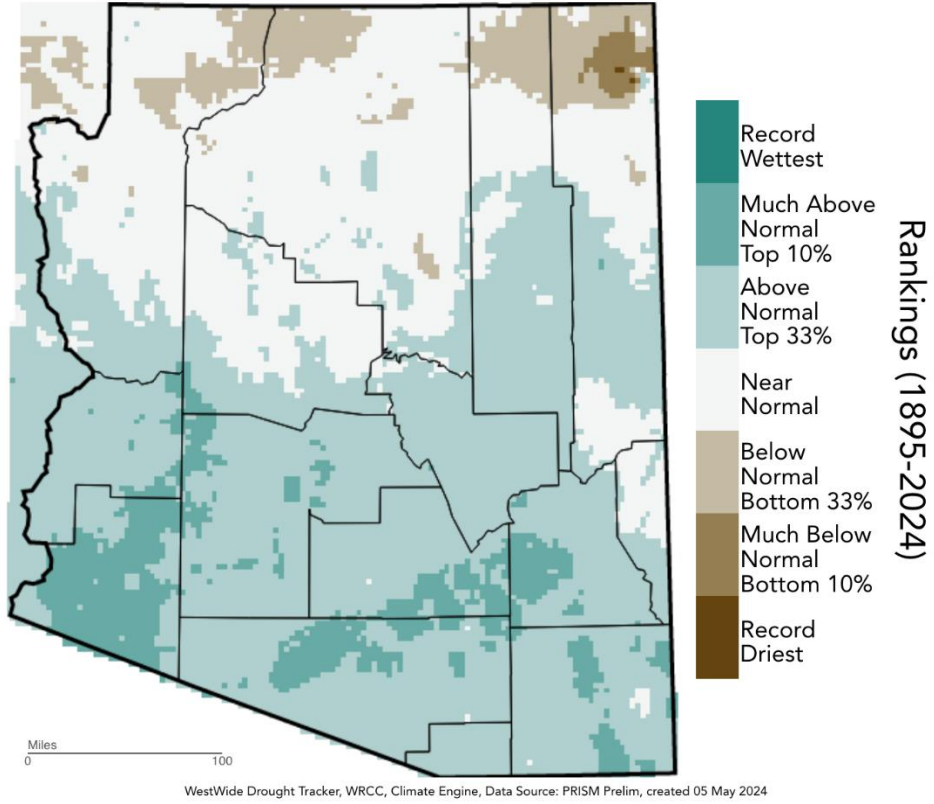 Record
Wettest
Much Above
Normal
Top 10%
Above
Normal
Top 33%
Near
Normal
Below
Normal
Bottom 33%
Much Below
Normal
Bottom 10%
Record
Driest
Rankings (1895-2024)
Miles
0 100
WestWide Drought Tracker, WRCC, Climate Engine, Data Source: PRISM Prelim, created 05 May 2024